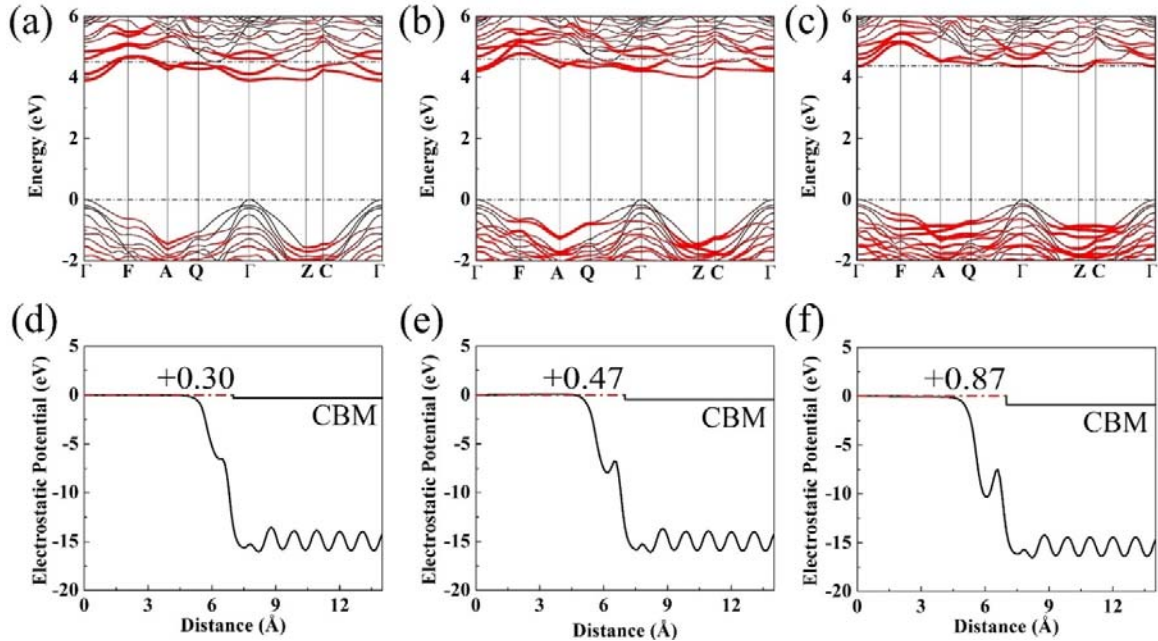 (a)
6
4
2
0
-2
Energy (eV)
Γ F A Q Γ Z C Γ
(b)
6
4
2
0
-2
Energy (eV)
Γ F A Q Γ Z C Γ
(c)
6
4
2
0
-2
Energy (eV)
Γ F A Q Γ Z C Γ
(d)
5
0
-5
-10
-15
-20
Electrostatic Potential (eV)
+0.30
CBM
0 3 6 9 12
Distance (Å)
(e)
5
0
-5
-10
-15
-20
Electrostatic Potential (eV)
+0.47
CBM
0 3 6 9 12
Distance (Å)
(f)
5
0
-5
-10
-15
-20
Electrostatic Potential (eV)
+0.87
CBM
0 3 6 9 12
Distance (Å)